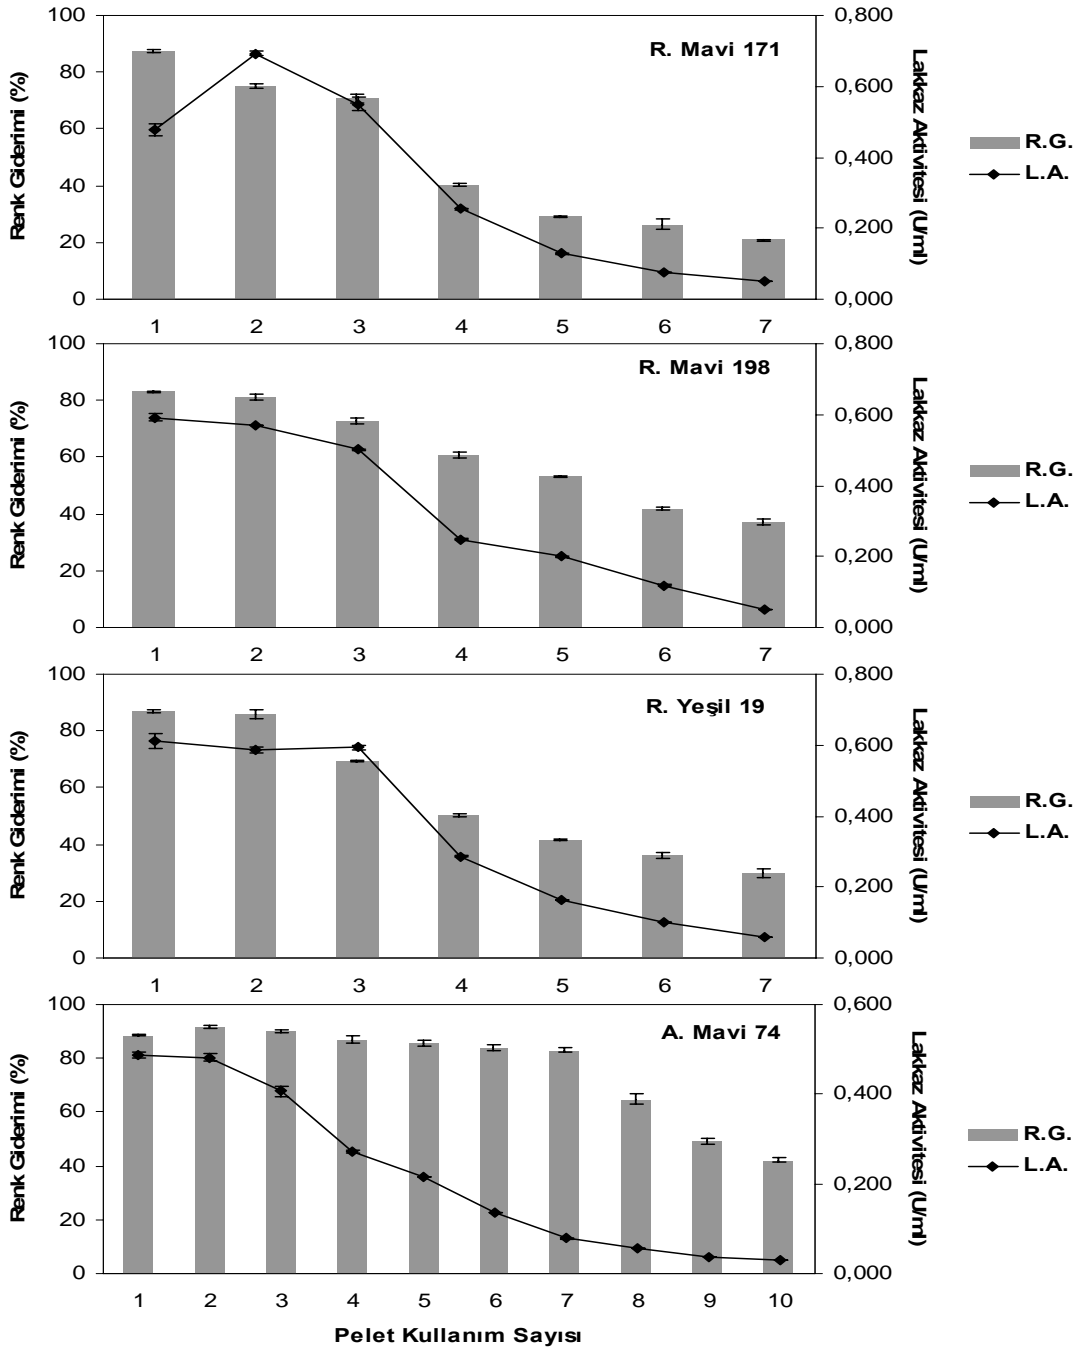 R. Mavi 171
Renk Giderimi (%)
100
80
60
40
20
0
0,800
0,600
0,400
0,200
0,000
Lakkaz Aktivitesi (U/ml)
R.G.
L.A.
1 2 3 4 5 6 7
R. Mavi 198
Renk Giderimi (%)
100
80
60
40
20
0
0,800
0,600
0,400
0,200
0,000
Lakkaz Aktivitesi (U/ml)
R.G.
L.A.
1 2 3 4 5 6 7
R. Yeşil 19
Renk Giderimi (%)
100
80
60
40
20
0
0,800
0,600
0,400
0,200
0,000
Lakkaz Aktivitesi (U/ml)
R.G.
L.A.
1 2 3 4 5 6 7
A. Mavi 74
Renk Giderimi (%)
100
80
60
40
20
0
0,600
0,400
0,200
0,000
Lakkaz Aktivitesi (U/ml)
R.G.
L.A.
1 2 3 4 5 6 7 8 9 10
Pelet Kullanım Sayısı